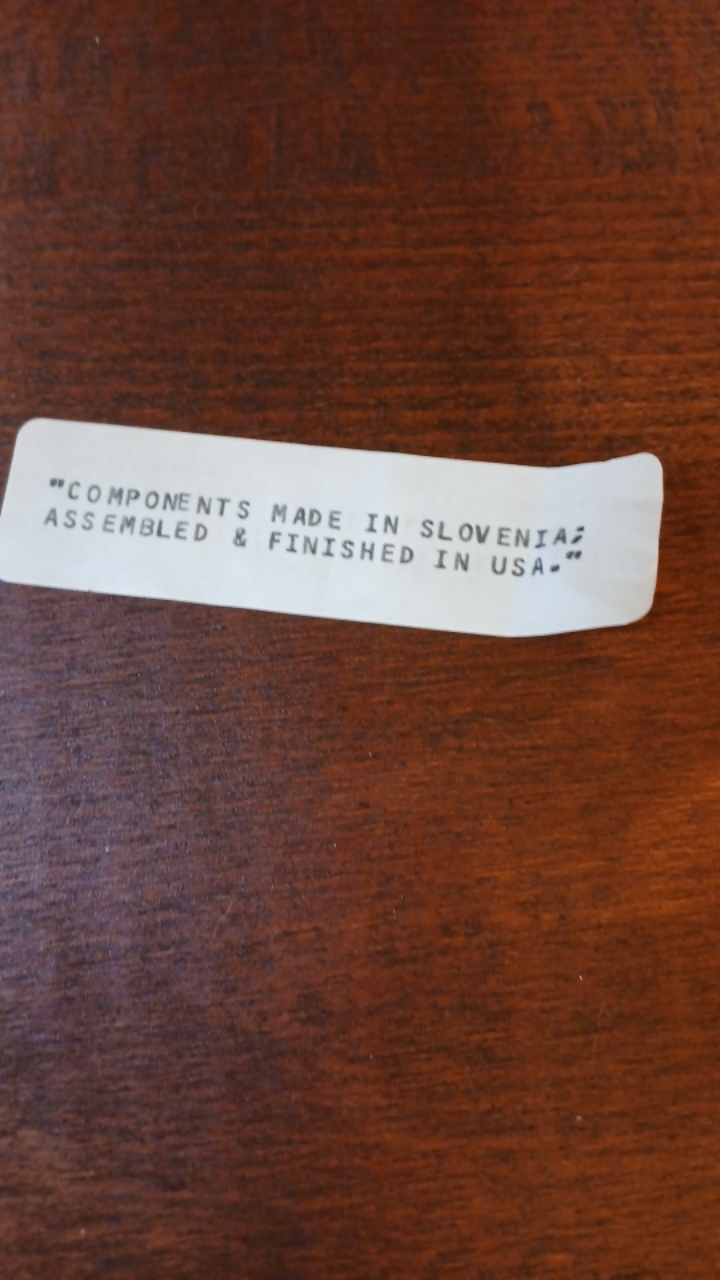 "COMPONENTS MADE IN SLOVENIA;
ASSEMBLED & FINISHED IN USA."